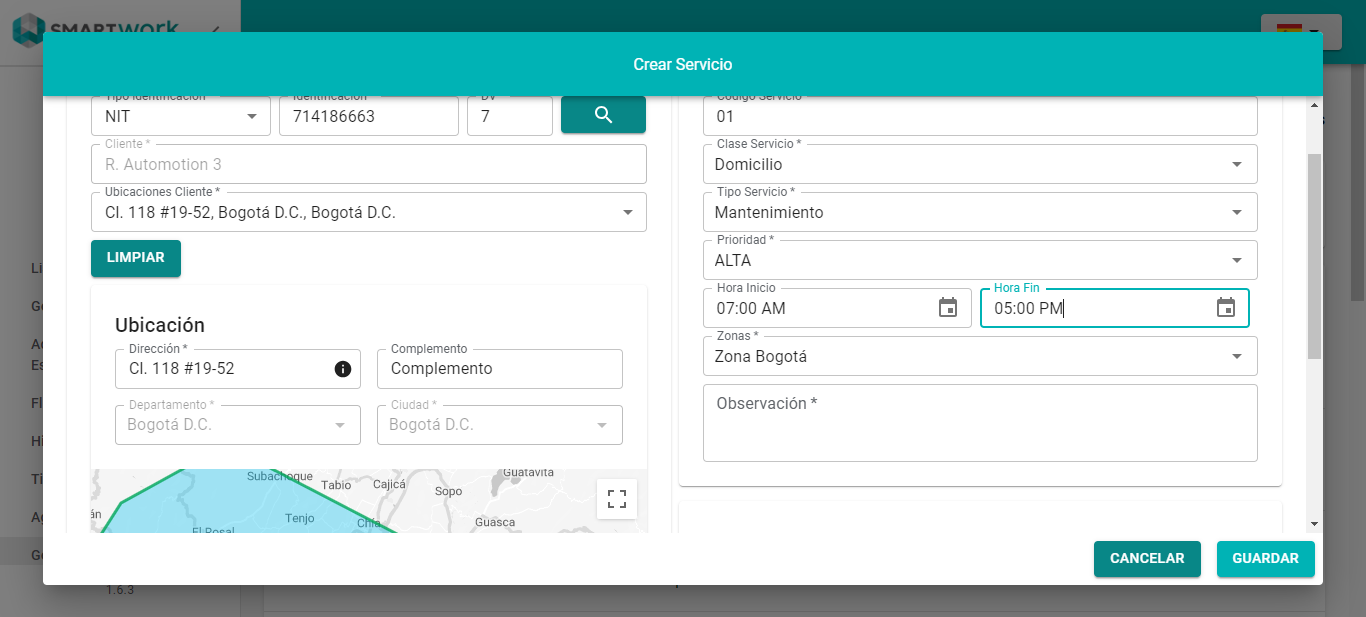 SMARTWORK
Crear Servicio
Tipo Identificación
Identificación
DV
NIT
714186663
7
Cliente *
R. Automotion 3
Ubicaciones Cliente *
Cl. 118 #19-52, Bogotá D.C., Bogotá D.C.
LIMPIAR
Ubicación
Dirección *
Cl. 118 #19-52
Complemento
Complemento
Departamento *
Bogotá D.C.
Ciudad *
Bogotá D.C.
Subachoque
Tabio
Cajicá
Sopo
Guatavita
Tenjo
Chía
Guasca
El Rosal
Código Servicio
01
Clase Servicio *
Domicilio
Tipo Servicio *
Mantenimiento
Prioridad *
ALTA
Hora Inicio
07:00 AM
Hora Fin
05:00 PM
Zonas *
Zona Bogotá
Observación *
CANCELAR
GUARDAR
Li
Ge
Ac
Es
Fl
Hi
Ti
Ag
Ge
1.6.3